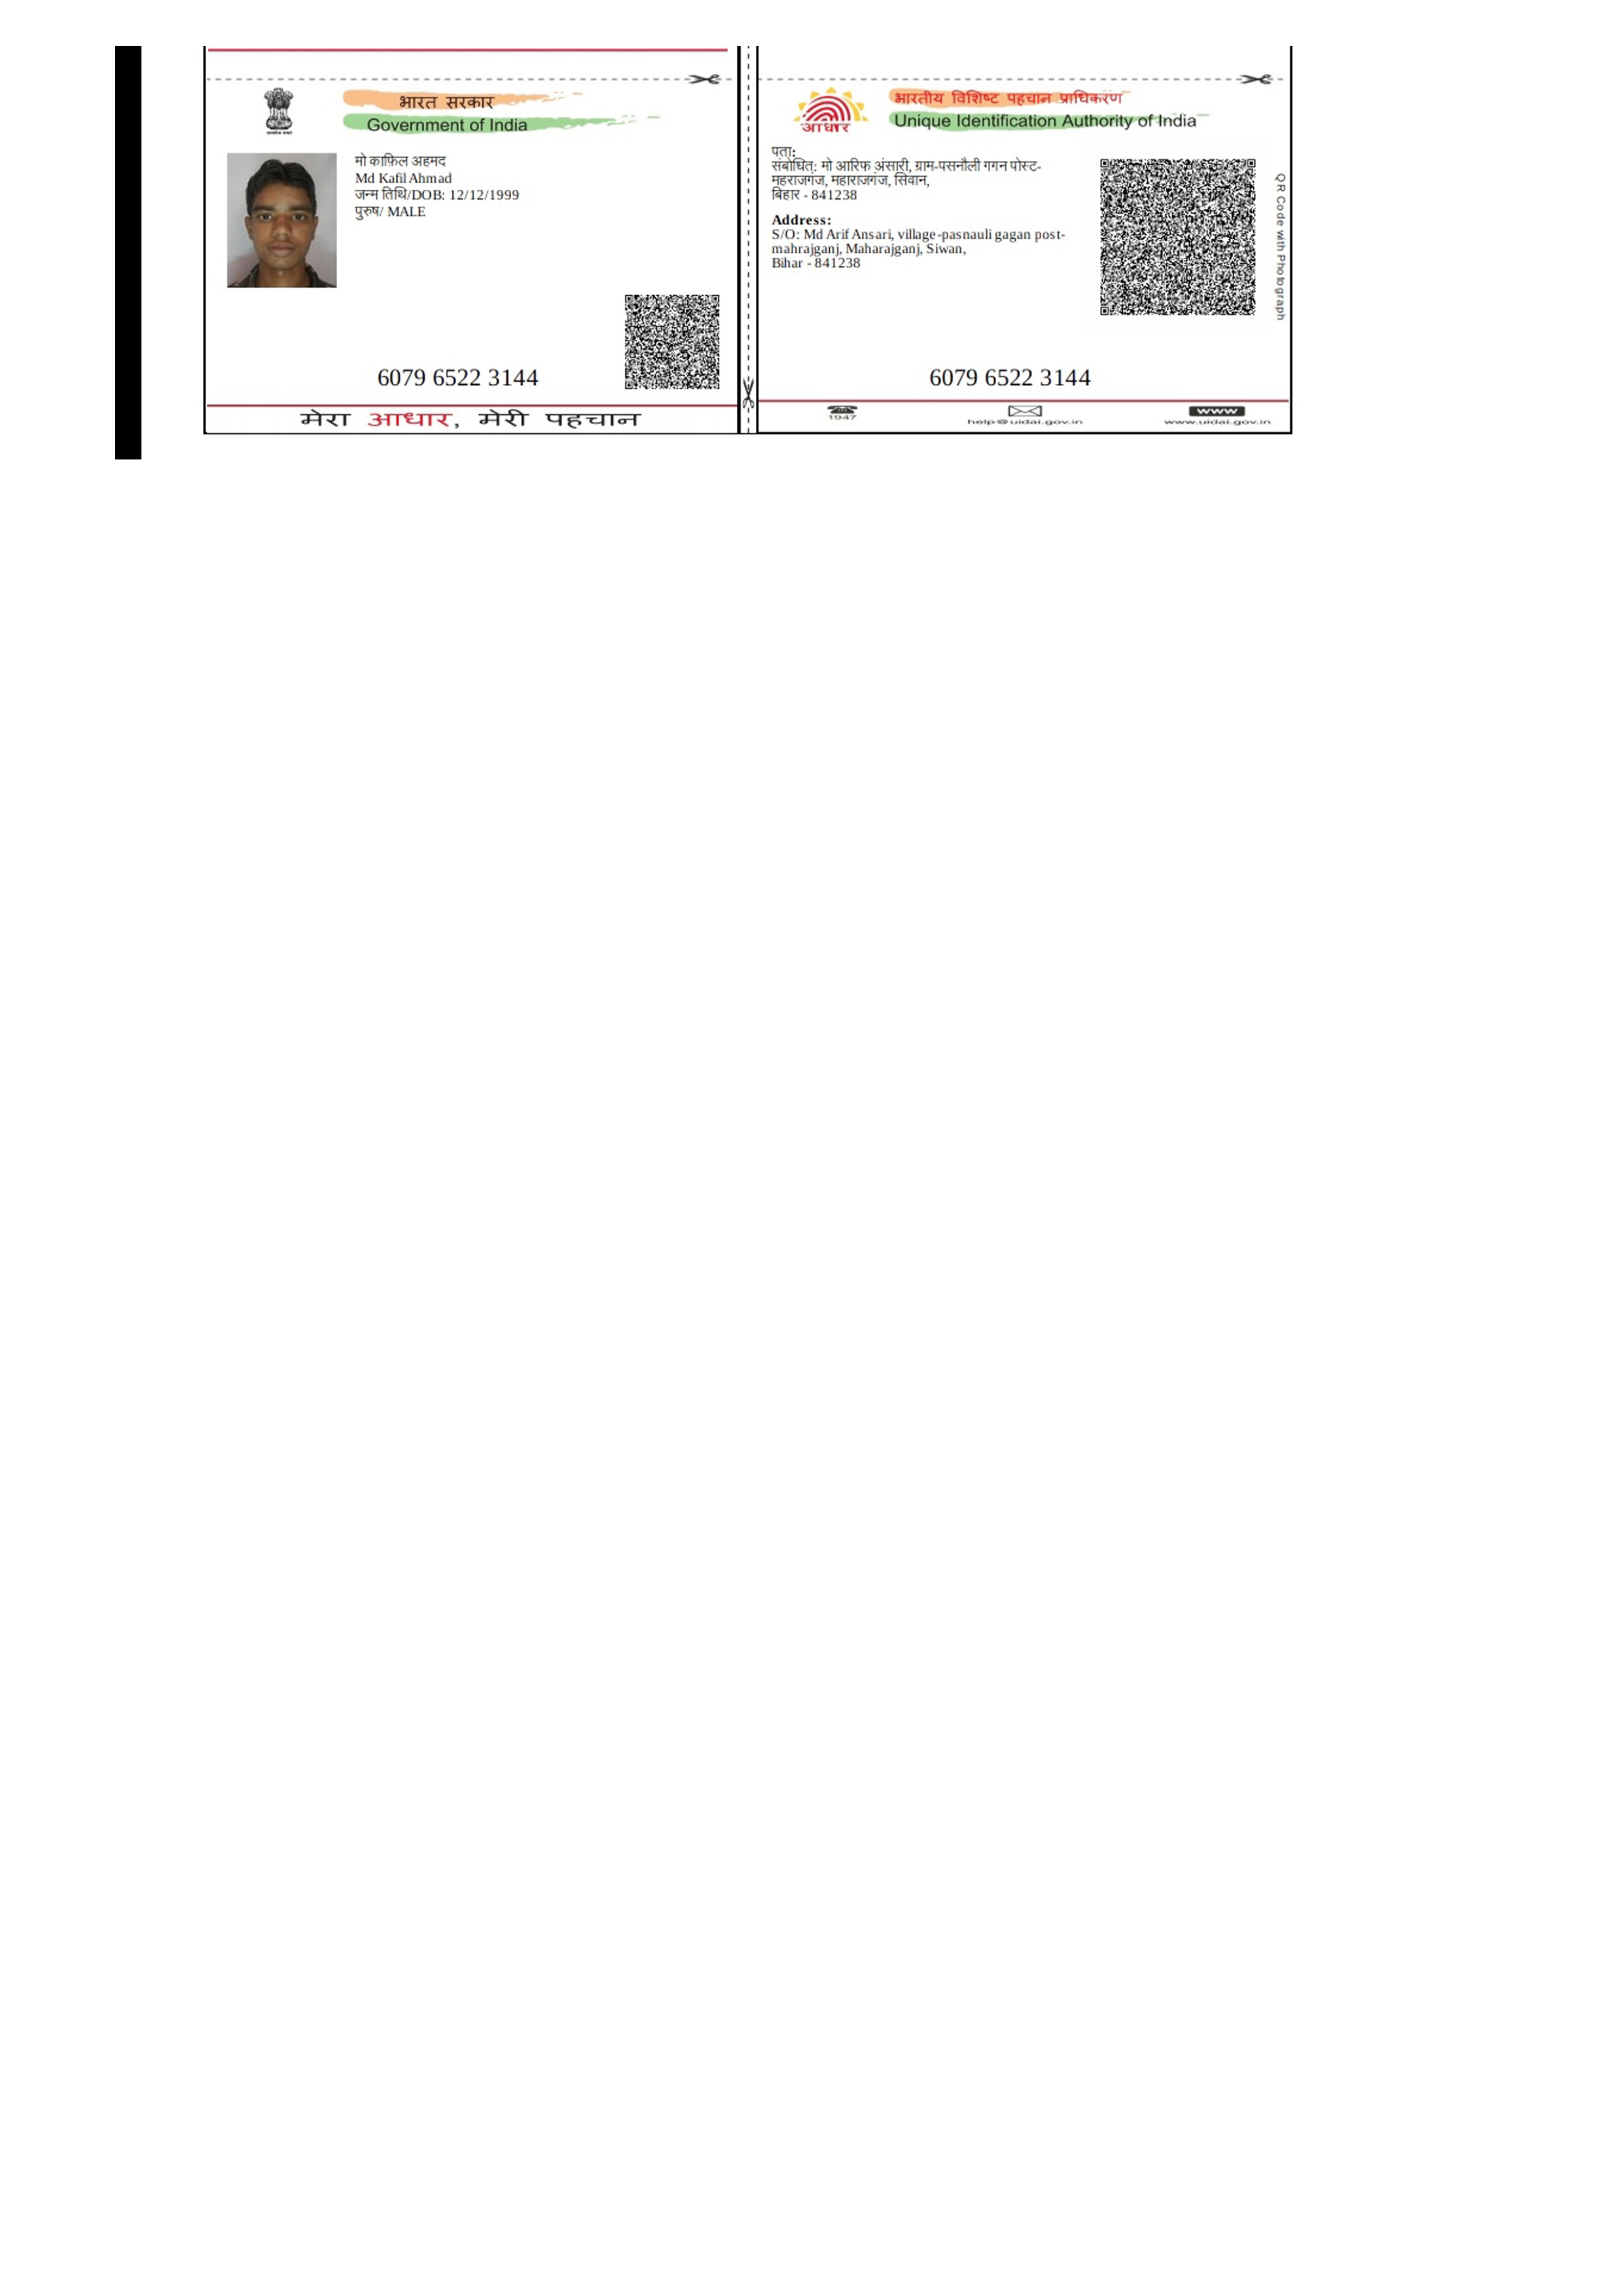 भारत सरकार
Government of India
मो काफ़िल अहमद
Md Kafil Ahmad
जन्म तिथि/DOB: 12/12/1999
पुरुष/ MALE
6079 6522 3144
मेरा आधार, मेरी पहचान
भारतीय विशिष्ट पहचान प्राधिकरण
Unique Identification Authority of India
आधार
पता:
संबोधित: मो आरिफ अंसारी, ग्राम-पसनौली गगन पोस्ट-
महराजगंज, महाराजगंज, सिवान,
बिहार - 841238
Address:
S/O: Md Arif Ansari, village-pasnauli gagan post-
mahrajganj, Maharajganj, Siwan,
Bihar - 841238
QR Code with Photograph
6079 6522 3144
1947
help@uidai.gov.in
www
www.uidai.gov.in